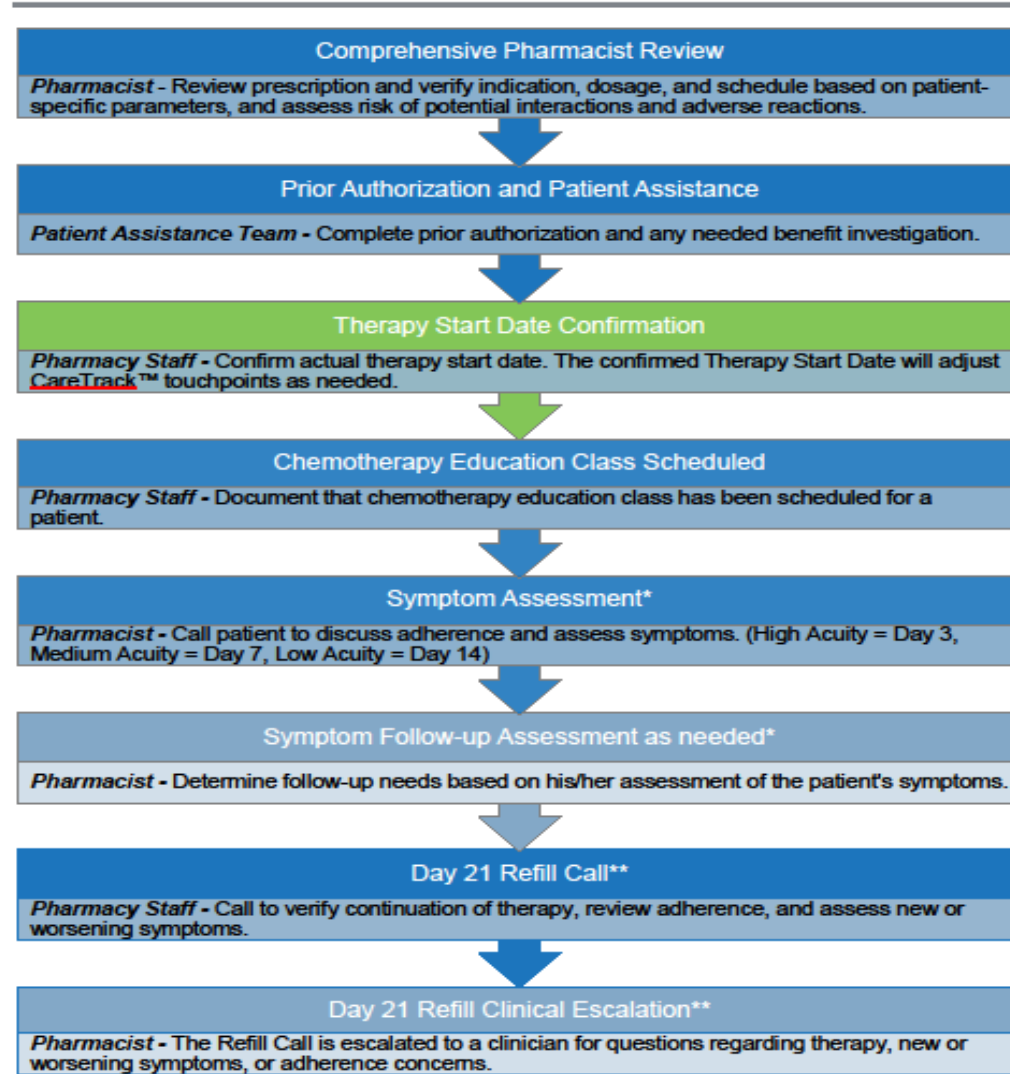 Comprehensive Pharmacist Review
Pharmacist - Review prescription and verify indication, dosage, and schedule based on patient-
specific parameters, and assess risk of potential interactions and adverse reactions.
Prior Authorization and Patient Assistance
Patient Assistance Team - Complete prior authorization and any needed benefit investigation.
Therapy Start Date Confirmation
Pharmacy Staff - Confirm actual therapy start date. The confirmed Therapy Start Date will adjust
CareTrack™ touchpoints as needed.
Chemotherapy Education Class Scheduled
Pharmacy Staff - Document that chemotherapy education class has been scheduled for a
patient.
Symptom Assessment*
Pharmacist - Call patient to discuss adherence and assess symptoms. (High Acuity = Day 3,
Medium Acuity = Day 7, Low Acuity = Day 14)
Symptom Follow-up Assessment as needed*
Pharmacist - Determine follow-up needs based on his/her assessment of the patient's symptoms.
Day 21 Refill Call**
Pharmacy Staff - Call to verify continuation of therapy, review adherence, and assess new or
worsening symptoms.
Day 21 Refill Clinical Escalation**
Pharmacist - The Refill Call is escalated to a clinician for questions regarding therapy, new or
worsening symptoms, or adherence concerns.